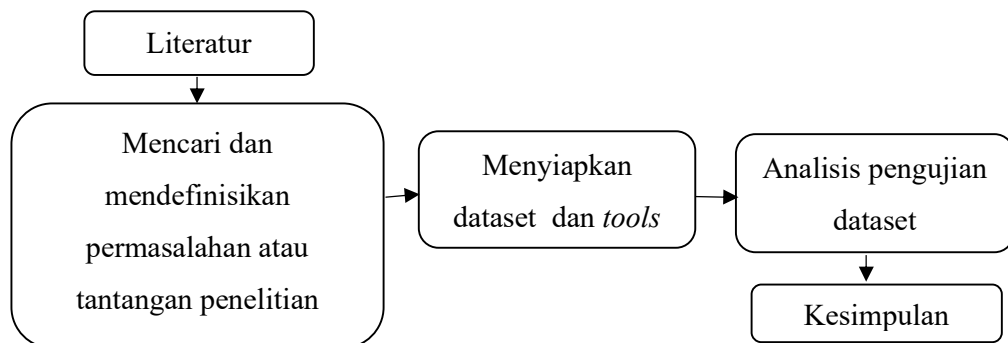 Literatur
Mencari dan
mendefinisikan
permasalahan atau
tantangan penelitian
Menyiapkan
dataset dan tools
Analisis pengujian
dataset
Kesimpulan